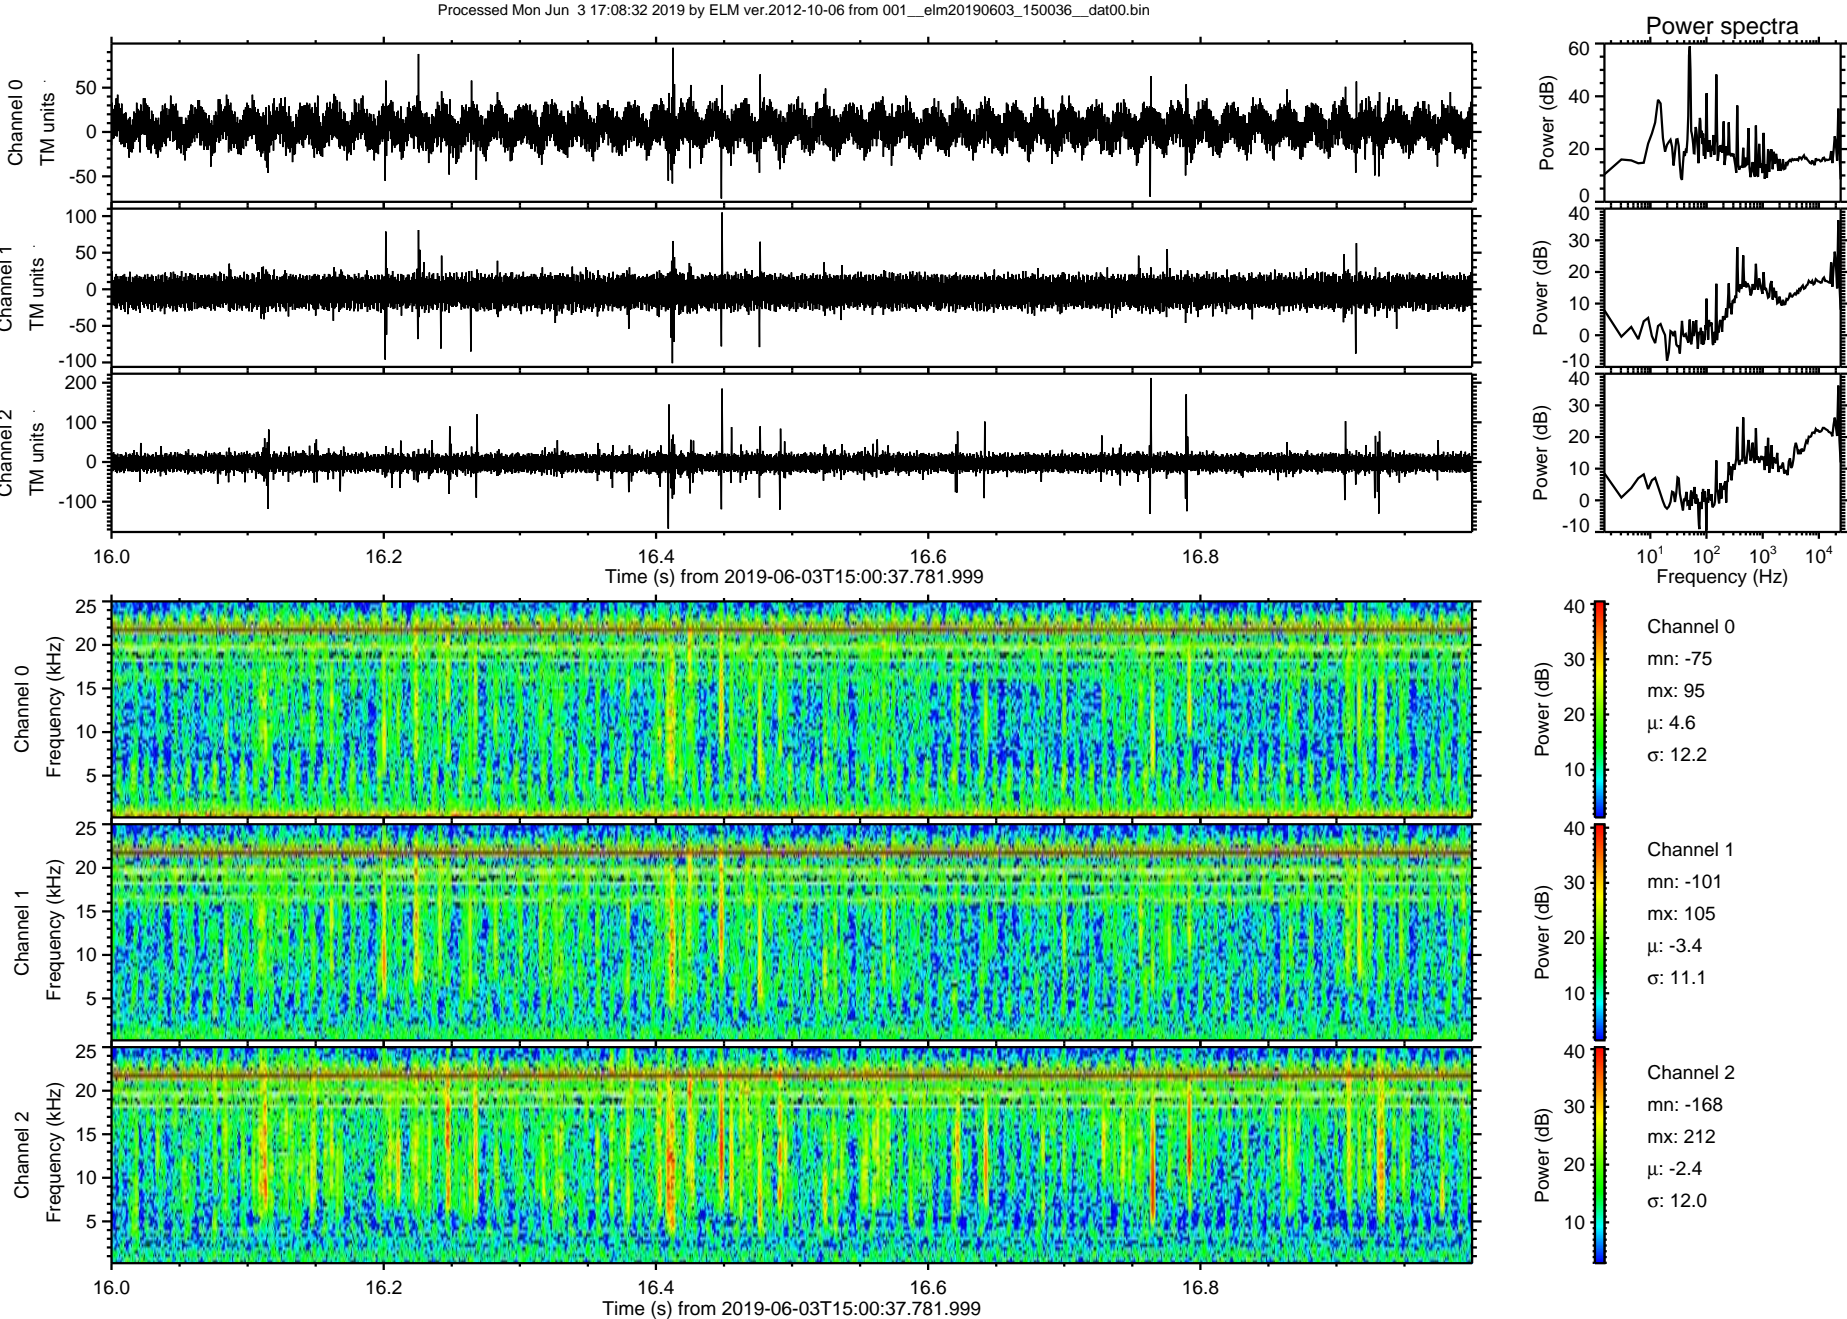 Processed Mon Jun  3 17:08:32 2019 by ELM ver.2012-10-06 from 001__elm20190603_150036__dat00.bin
Power spectra
Channel 0
TM units
50
0
-50
Power (dB)
60
40
20
0
Channel 1
TM units
100
50
0
-50
-100
Power (dB)
40
30
20
10
0
-10
Channel 2
TM units
200
100
0
-100
Power (dB)
40
30
20
10
0
-10
16.0 16.2 16.4 16.6 16.8
Time (s) from 2019-06-03T15:00:37.781.999
10^1 10^2 10^3 10^4
Frequency (Hz)
Channel 0
Frequency (kHz)
25
20
15
10
5
Power (dB)
40
30
20
10
Channel 0
mn: -75
mx: 95
μ: 4.6
σ: 12.2
Channel 1
Frequency (kHz)
25
20
15
10
5
Power (dB)
40
30
20
10
Channel 1
mn: -101
mx: 105
μ: -3.4
σ: 11.1
Channel 2
Frequency (kHz)
25
20
15
10
5
Power (dB)
40
30
20
10
Channel 2
mn: -168
mx: 212
μ: -2.4
σ: 12.0
16.0 16.2 16.4 16.6 16.8
Time (s) from 2019-06-03T15:00:37.781.999